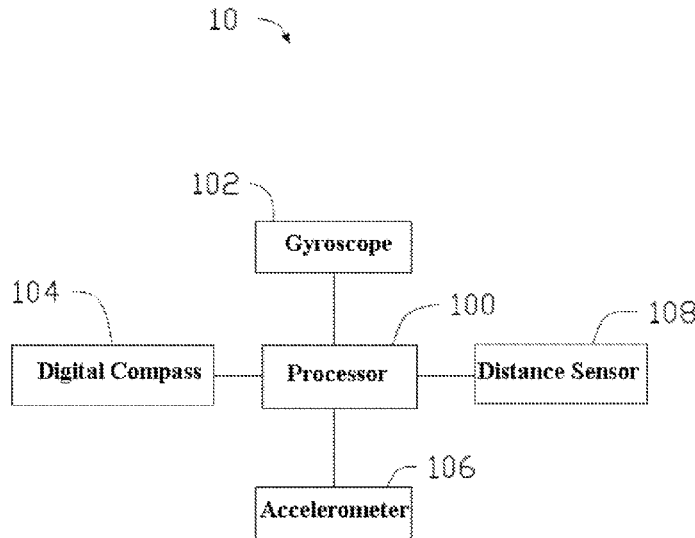 10
102
Gyroscope
104
100
108
Digital Compass
Processor
Distance Sensor
106
Accelerometer